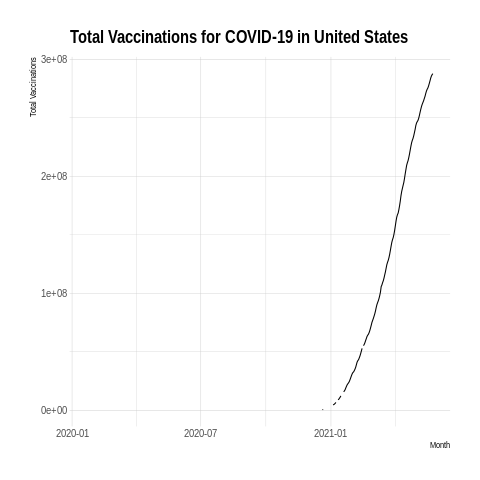 Total Vaccinations for COVID-19 in United States
Total Vaccinations
3e+08
2e+08
1e+08
0e+00
2020-01
2020-07
2021-01
Month